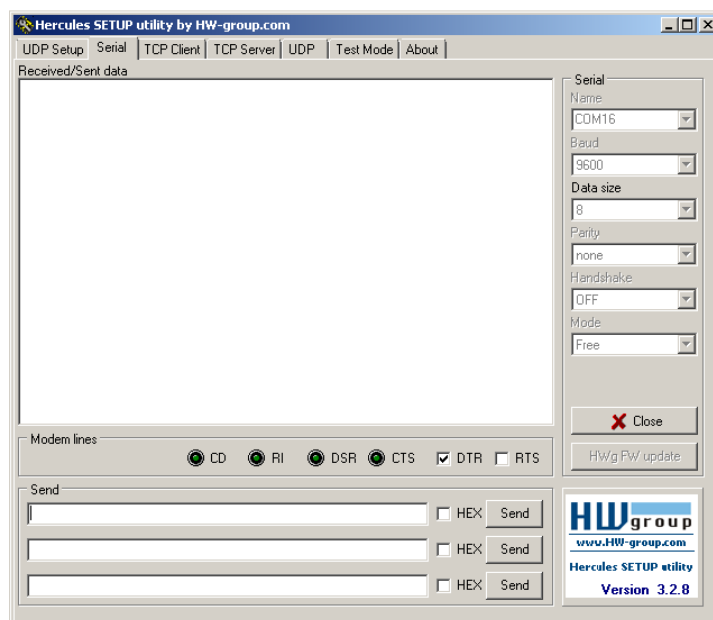 Hercules SETUP utility by HW-group.com
UDP Setup Serial TCP Client TCP Server UDP Test Mode About
Received/Sent data
Serial
Name
COM16
Baud
9600
Data size
8
Parity
none
Handshake
OFF
Mode
Free
Close
HWg FW update
Modem lines
CD RI DSR CTS DTR RTS
Send
HEX Send
HEX Send
HEX Send
HW group
www.HW-group.com
Hercules SETUP utility
Version 3.2.8